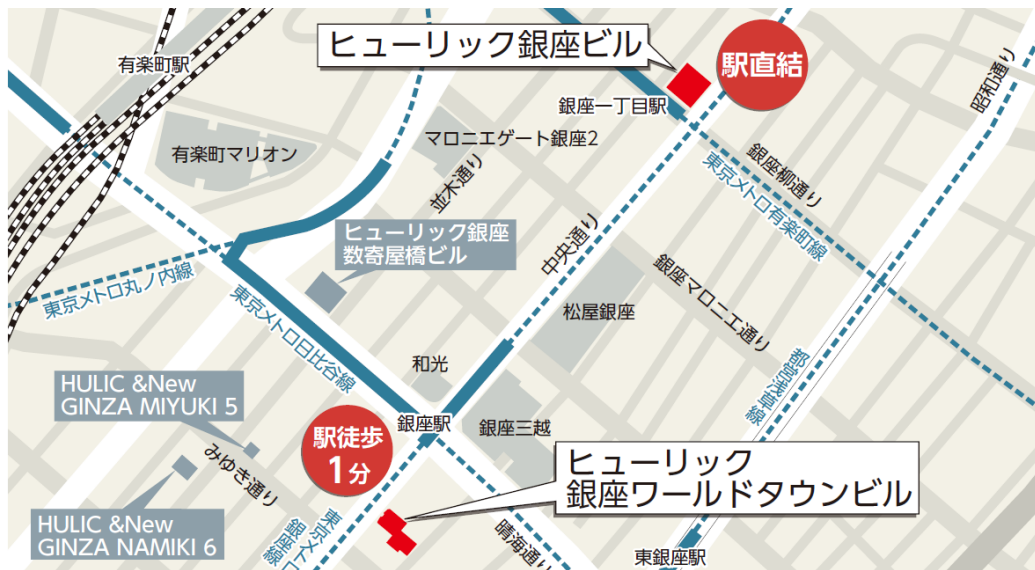 有楽町駅
ヒューリック銀座ビル
駅直結
昭和通り
銀座一丁目駅
マロニエゲート銀座2
有楽町マリオン
並木通り
銀座柳通り
東京メトロ有楽町線
ヒューリック銀座
数寄屋橋ビル
中央通り
東京メトロ丸ノ内線
東京メトロ日比谷線
銀座マロニエ通り
松屋銀座
和光
都営浅草線
HULIC &New
GINZA MIYUKI 5
駅徒歩
1分
銀座駅
銀座三越
みゆき通り
ヒューリック
銀座ワールドタウンビル
HULIC &New
GINZA NAMIKI 6
東京メトロ
銀座線
晴海通り
東銀座駅